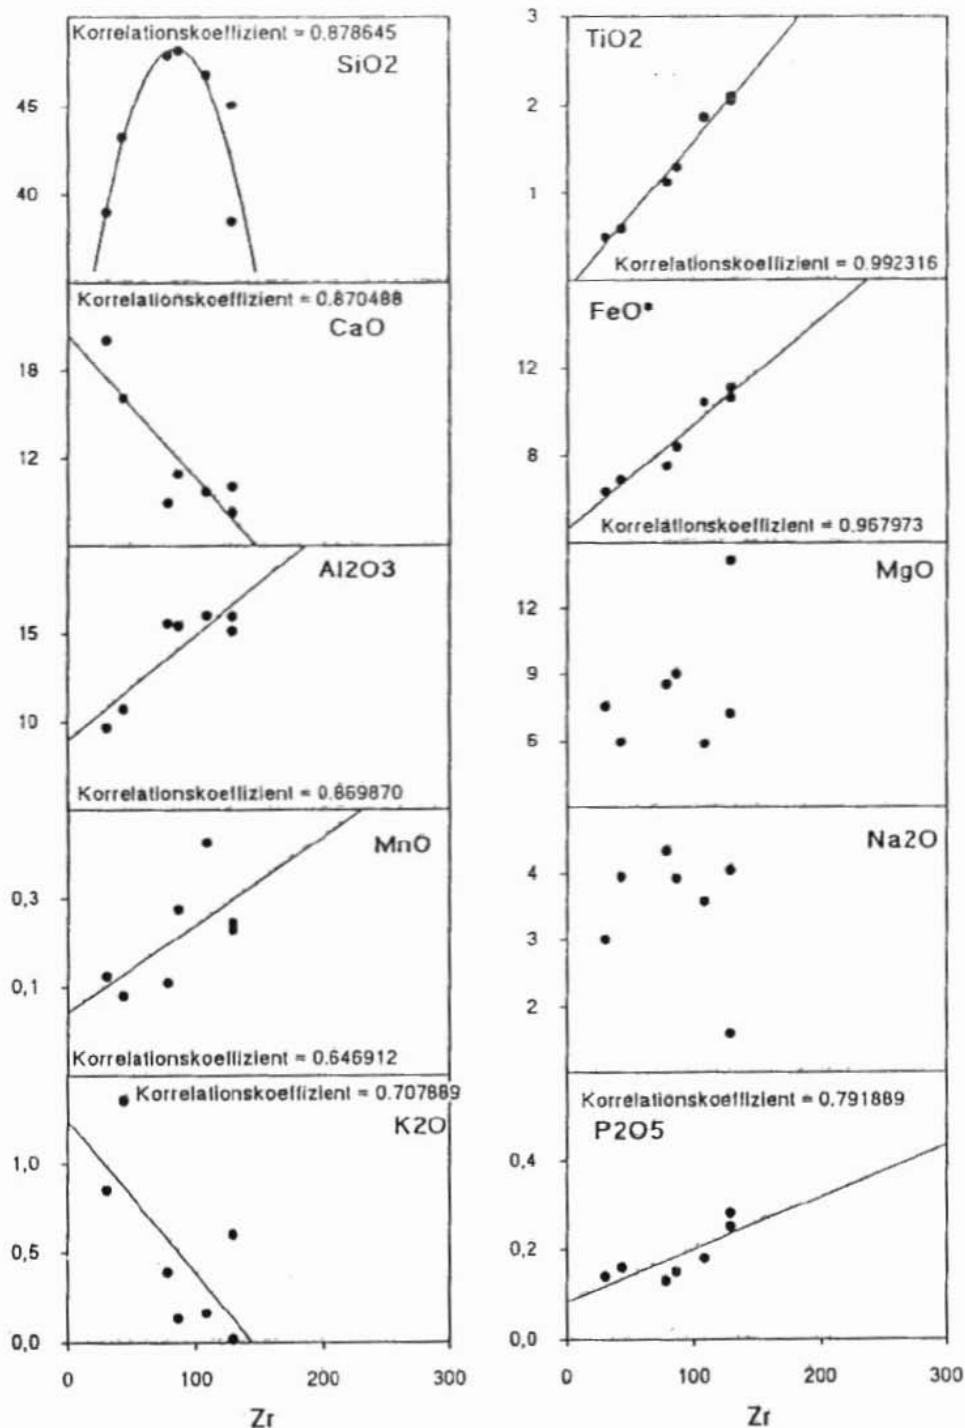 Korrelationskoeffizient = 0.878645
SiO2
45
40
Korrelationskoeffizient = 0.870488
CaO
18
12
Al2O3
15
10
Korrelationskoeffizient = 0.869870
MnO
0,3
0,1
Korrelationskoeffizient = 0.646912
Korrelationskoeffizient = 0.707889
K2O
1,0
0,5
0,0
0
100
200
300
Zr
3
TiO2
2
1
Korrelationskoeffizient = 0.992316
FeO*
12
8
Korrelationskoeffizient = 0.967973
MgO
12
9
6
Na2O
4
3
2
Korrelationskoeffizient = 0.791889
P2O5
0,4
0,2
0,0
0
100
200
300
Zr